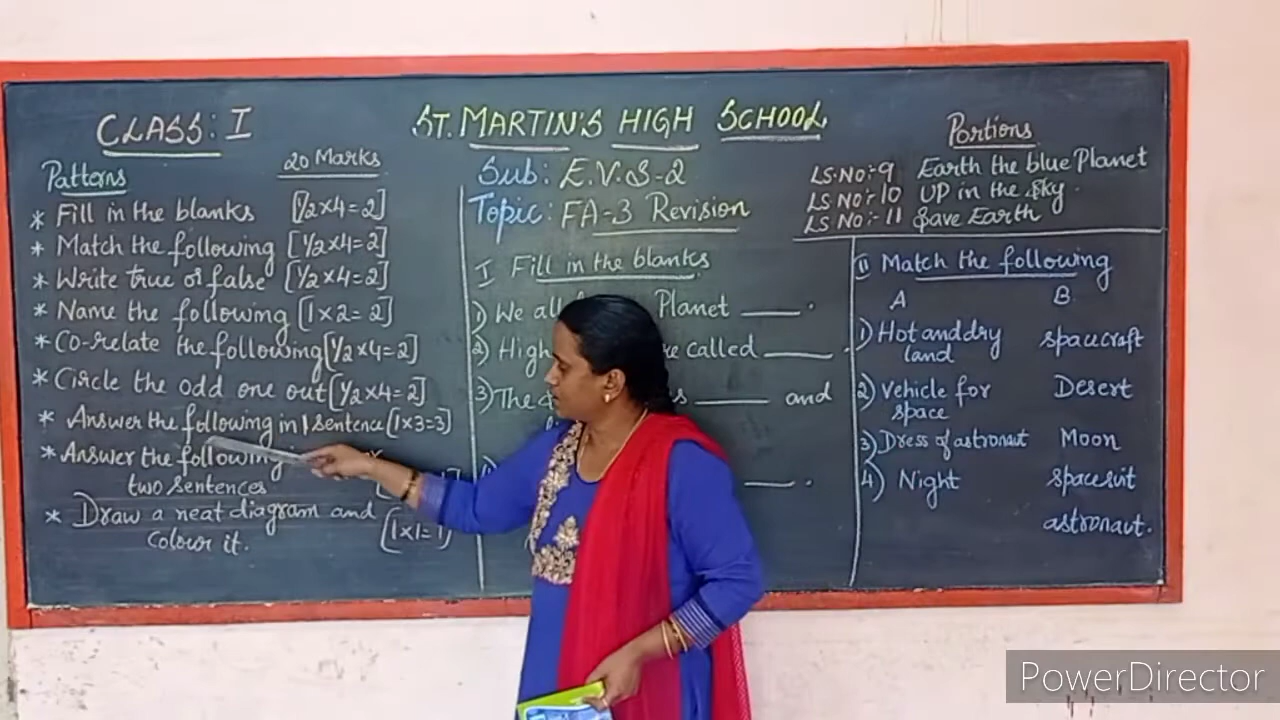 CLASS: I
ST. MARTIN'S HIGH SCHOOL
20 Marks
Pattons
* Fill in the blanks [1/2×4=2]
* Match the following [1/2×4=2]
* Write true or false [1/2×4=2]
* Name the following [1×2=2]
* Co-relate the following [1/2×4=2]
* Circle the odd one out [1/2×4=2]
* Answer the following in 1 sentence [1×3=3]
* Answer the following
two sentences
* Draw a neat diagram and
colour it. [1×1=1]
Sub: E.V.S-2
Topic: FA-3 Revision
I Fill in the blanks
1) We all Planet ____.
2) High called ____.
3) The ____ and
____.
Portions
LS.NO:-9 Earth the blue Planet
LS NO:-10 UP in the sky
LS NO:-11 Save Earth
II Match the following
A B
1) Hot and dry spacecraft
land
2) Vehicle for Desert
space
3) Dress of astronaut Moon
4) Night spacesuit
astronaut.
PowerDirector